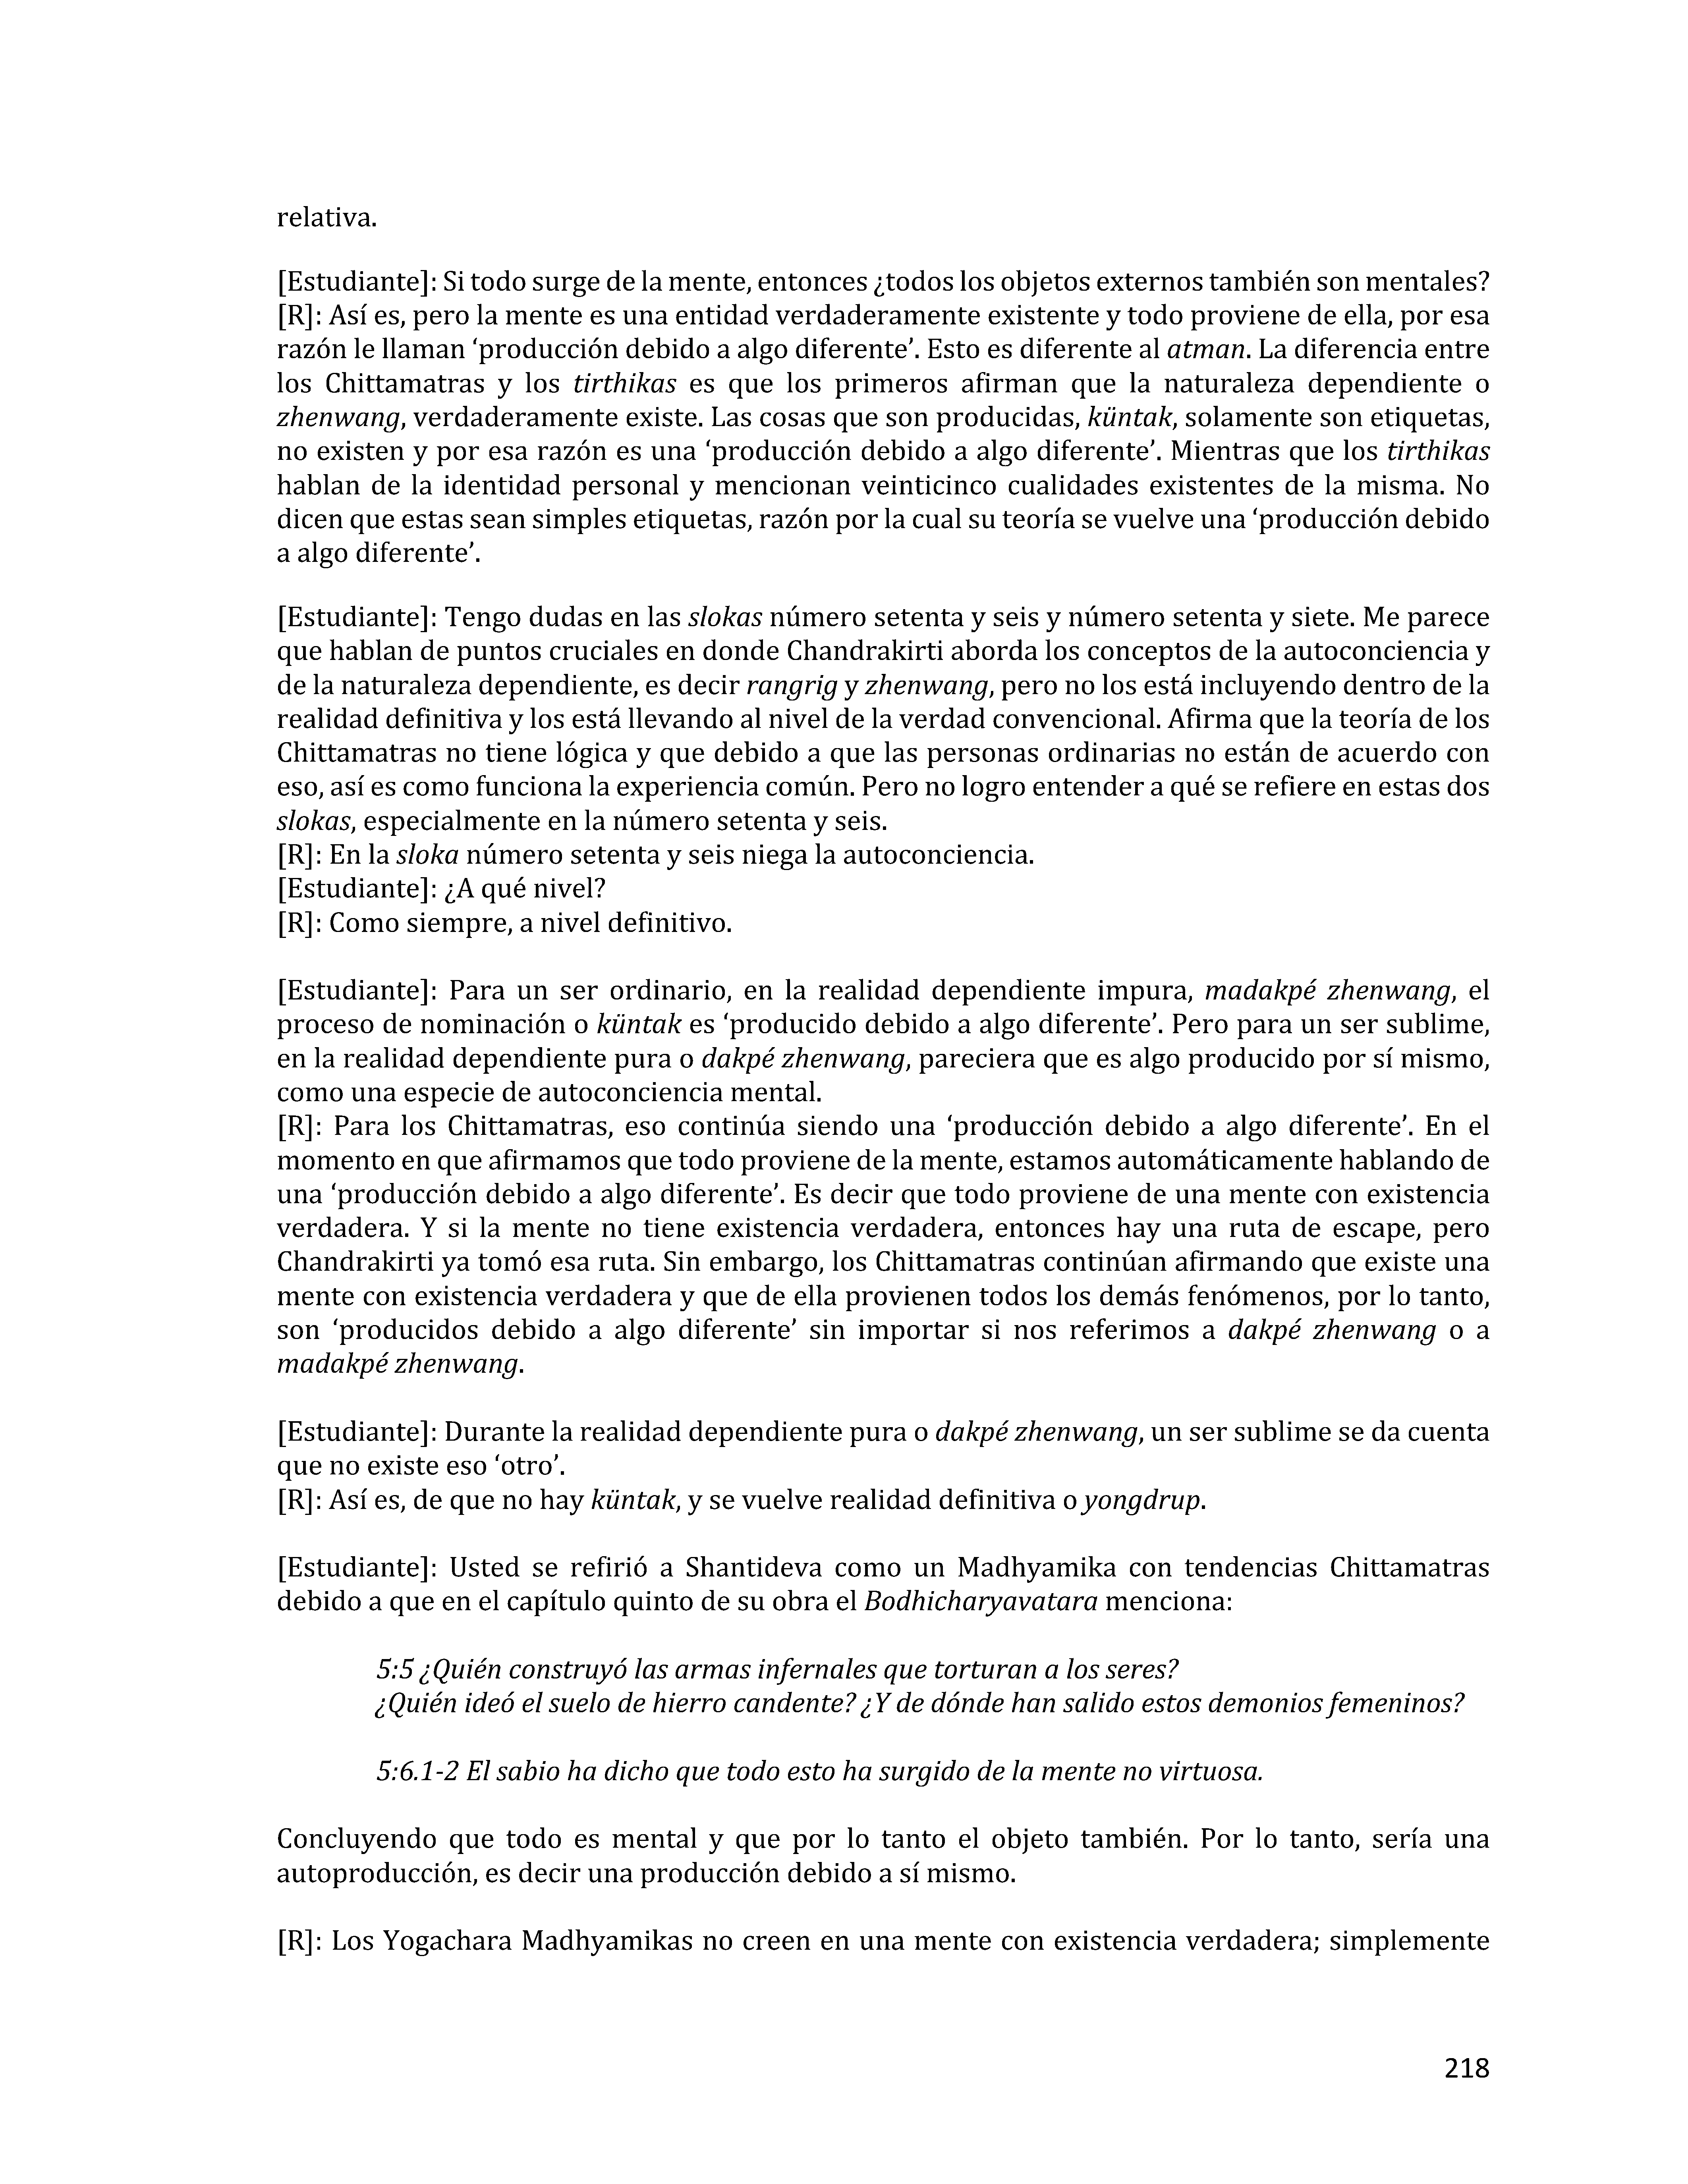 relativa.
[Estudiante]: Si todo surge de la mente, entonces ¿todos los objetos externos también son mentales?
[R]: Así es, pero la mente es una entidad verdaderamente existente y todo proviene de ella, por esa
razón le llaman ‘producción debido a algo diferente’. Esto es diferente al atman. La diferencia entre
los Chittamatras y los tirthikas es que los primeros afirman que la naturaleza dependiente o
zhenwang, verdaderamente existe. Las cosas que son producidas, küntak, solamente son etiquetas,
no existen y por esa razón es una ‘producción debido a algo diferente’. Mientras que los tirthikas
hablan de la identidad personal y mencionan veinticinco cualidades existentes de la misma. No
dicen que estas sean simples etiquetas, razón por la cual su teoría se vuelve una ‘producción debido
a algo diferente’.
[Estudiante]: Tengo dudas en las slokas número setenta y seis y número setenta y siete. Me parece
que hablan de puntos cruciales en donde Chandrakirti aborda los conceptos de la autoconciencia y
de la naturaleza dependiente, es decir rangrig y zhenwang, pero no los está incluyendo dentro de la
realidad definitiva y los está llevando al nivel de la verdad convencional. Afirma que la teoría de los
Chittamatras no tiene lógica y que debido a que las personas ordinarias no están de acuerdo con
eso, así es como funciona la experiencia común. Pero no logro entender a qué se refiere en estas dos
slokas, especialmente en la número setenta y seis.
[R]: En la sloka número setenta y seis niega la autoconciencia.
[Estudiante]: ¿A qué nivel?
[R]: Como siempre, a nivel definitivo.
[Estudiante]: Para un ser ordinario, en la realidad dependiente impura, madakpé zhenwang, el
proceso de nominación o küntak es ‘producido debido a algo diferente’. Pero para un ser sublime,
en la realidad dependiente pura o dakpé zhenwang, pareciera que es algo producido por sí mismo,
como una especie de autoconciencia mental.
[R]: Para los Chittamatras, eso continúa siendo una ‘producción debido a algo diferente’. En el
momento en que afirmamos que todo proviene de la mente, estamos automáticamente hablando de
una ‘producción debido a algo diferente’. Es decir que todo proviene de una mente con existencia
verdadera. Y si la mente no tiene existencia verdadera, entonces hay una ruta de escape, pero
Chandrakirti ya tomó esa ruta. Sin embargo, los Chittamatras continúan afirmando que existe una
mente con existencia verdadera y que de ella provienen todos los demás fenómenos, por lo tanto,
son ‘producidos debido a algo diferente’ sin importar si nos referimos a dakpé zhenwang o a
madakpé zhenwang.
[Estudiante]: Durante la realidad dependiente pura o dakpé zhenwang, un ser sublime se da cuenta
que no existe eso ‘otro’.
[R]: Así es, de que no hay küntak, y se vuelve realidad definitiva o yongdrup.
[Estudiante]: Usted se refirió a Shantideva como un Madhyamika con tendencias Chittamatras
debido a que en el capítulo quinto de su obra el Bodhicharyavatara menciona:
5:5 ¿Quién construyó las armas infernales que torturan a los seres?
¿Quién ideó el suelo de hierro candente? ¿Y de dónde han salido estos demonios femeninos?
5:6.1-2 El sabio ha dicho que todo esto ha surgido de la mente no virtuosa.
Concluyendo que todo es mental y que por lo tanto el objeto también. Por lo tanto, sería una
autoproducción, es decir una producción debido a sí mismo.
[R]: Los Yogachara Madhyamikas no creen en una mente con existencia verdadera; simplemente
218